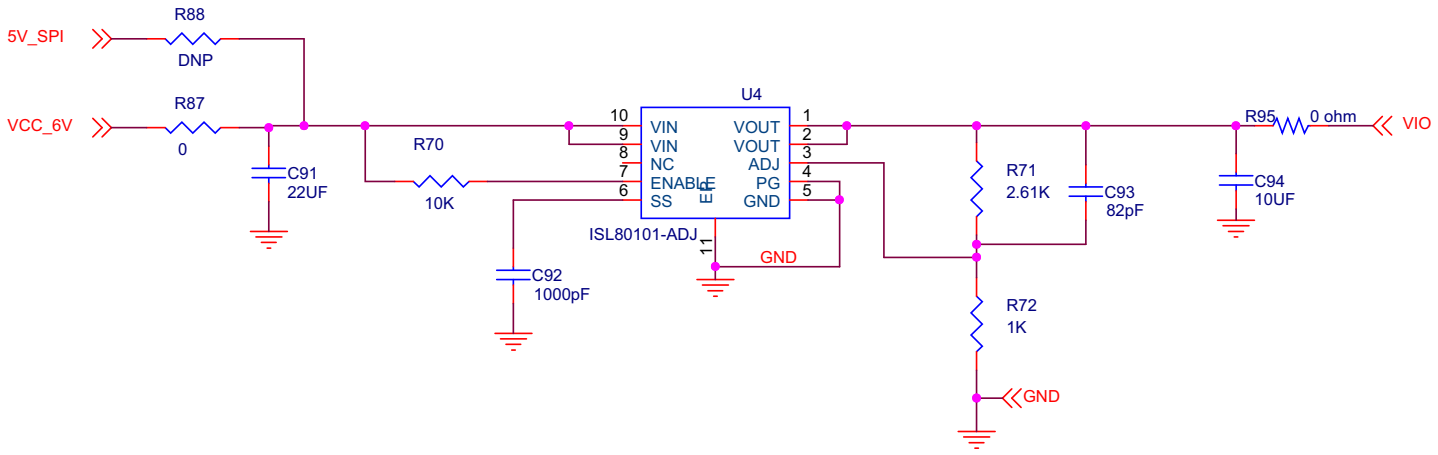 R88
5V_SPI
DNP
R87
VCC_6V
0
C91
22UF
R70
10K
C92
1000pF
U4
10
9
8
7
6
VIN
VIN
NC
ENABLE
SS
EP
VOUT
VOUT
ADJ
PG
GND
1
2
3
4
5
ISL80101-ADJ
11
GND
R71
2.61K
C93
82pF
R72
1K
GND
C94
10UF
R95
0 ohm
VIO